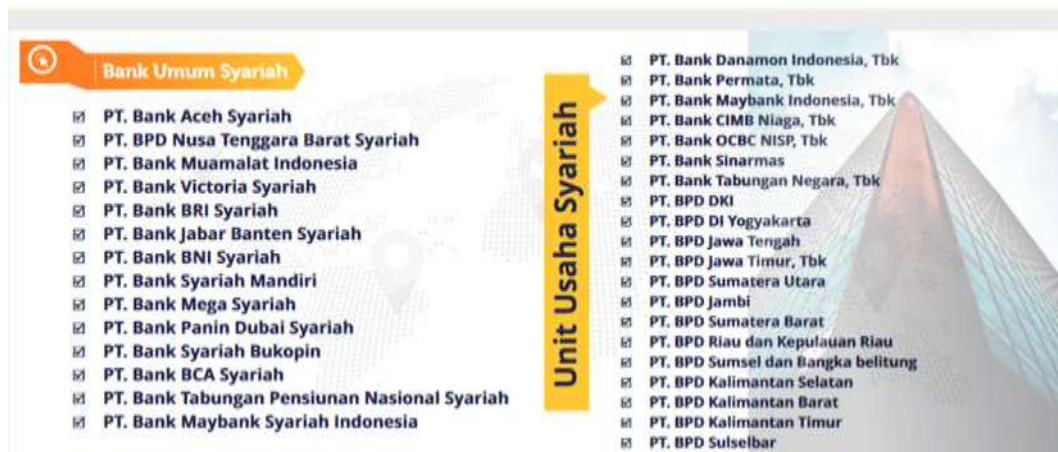 Bank Umum Syariah
PT. Bank Aceh Syariah
PT. BPD Nusa Tenggara Barat Syariah
PT. Bank Muamalat Indonesia
PT. Bank Victoria Syariah
PT. Bank BRI Syariah
PT. Bank Jabar Banten Syariah
PT. Bank BNI Syariah
PT. Bank Syariah Mandiri
PT. Bank Mega Syariah
PT. Bank Panin Dubai Syariah
PT. Bank Syariah Bukopin
PT. Bank BCA Syariah
PT. Bank Tabungan Pensiunan Nasional Syariah
PT. Bank Maybank Syariah Indonesia
Unit Usaha Syariah
PT. Bank Danamon Indonesia, Tbk
PT. Bank Permata, Tbk
PT. Bank Maybank Indonesia, Tbk
PT. Bank CIMB Niaga, Tbk
PT. Bank OCBC NISP, Tbk
PT. Bank Sinarmas
PT. Bank Tabungan Negara, Tbk
PT. BPD DKI
PT. BPD DI Yogyakarta
PT. BPD Jawa Tengah
PT. BPD Jawa Timur, Tbk
PT. BPD Sumatera Utara
PT. BPD Jambi
PT. BPD Sumatera Barat
PT. BPD Riau dan Kepulauan Riau
PT. BPD Sumsel dan Bangka belitung
PT. BPD Kalimantan Selatan
PT. BPD Kalimantan Barat
PT. BPD Kalimantan Timur
PT. BPD Sulselbar